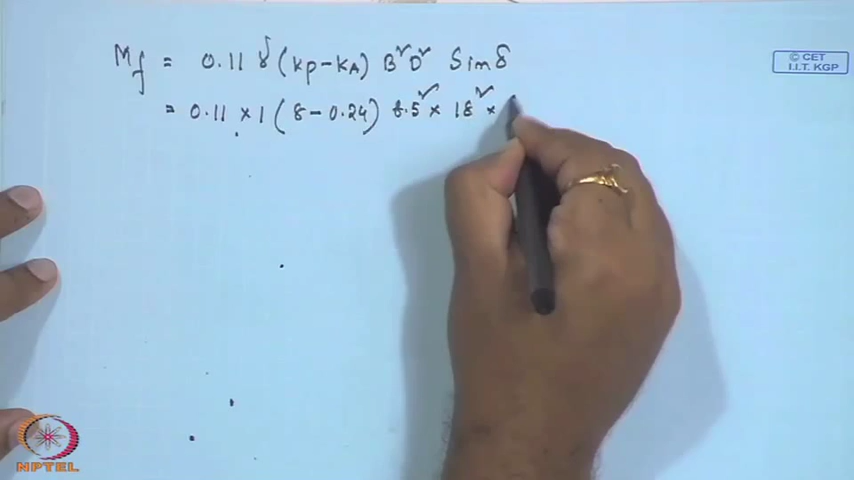 M_f = 0.11 γ (Kp - KA) B² D² Sin δ
= 0.11 × 1 (8 - 0.24) 8.5² × 18² ×
© CET
I.I.T. KGP
NPTEL